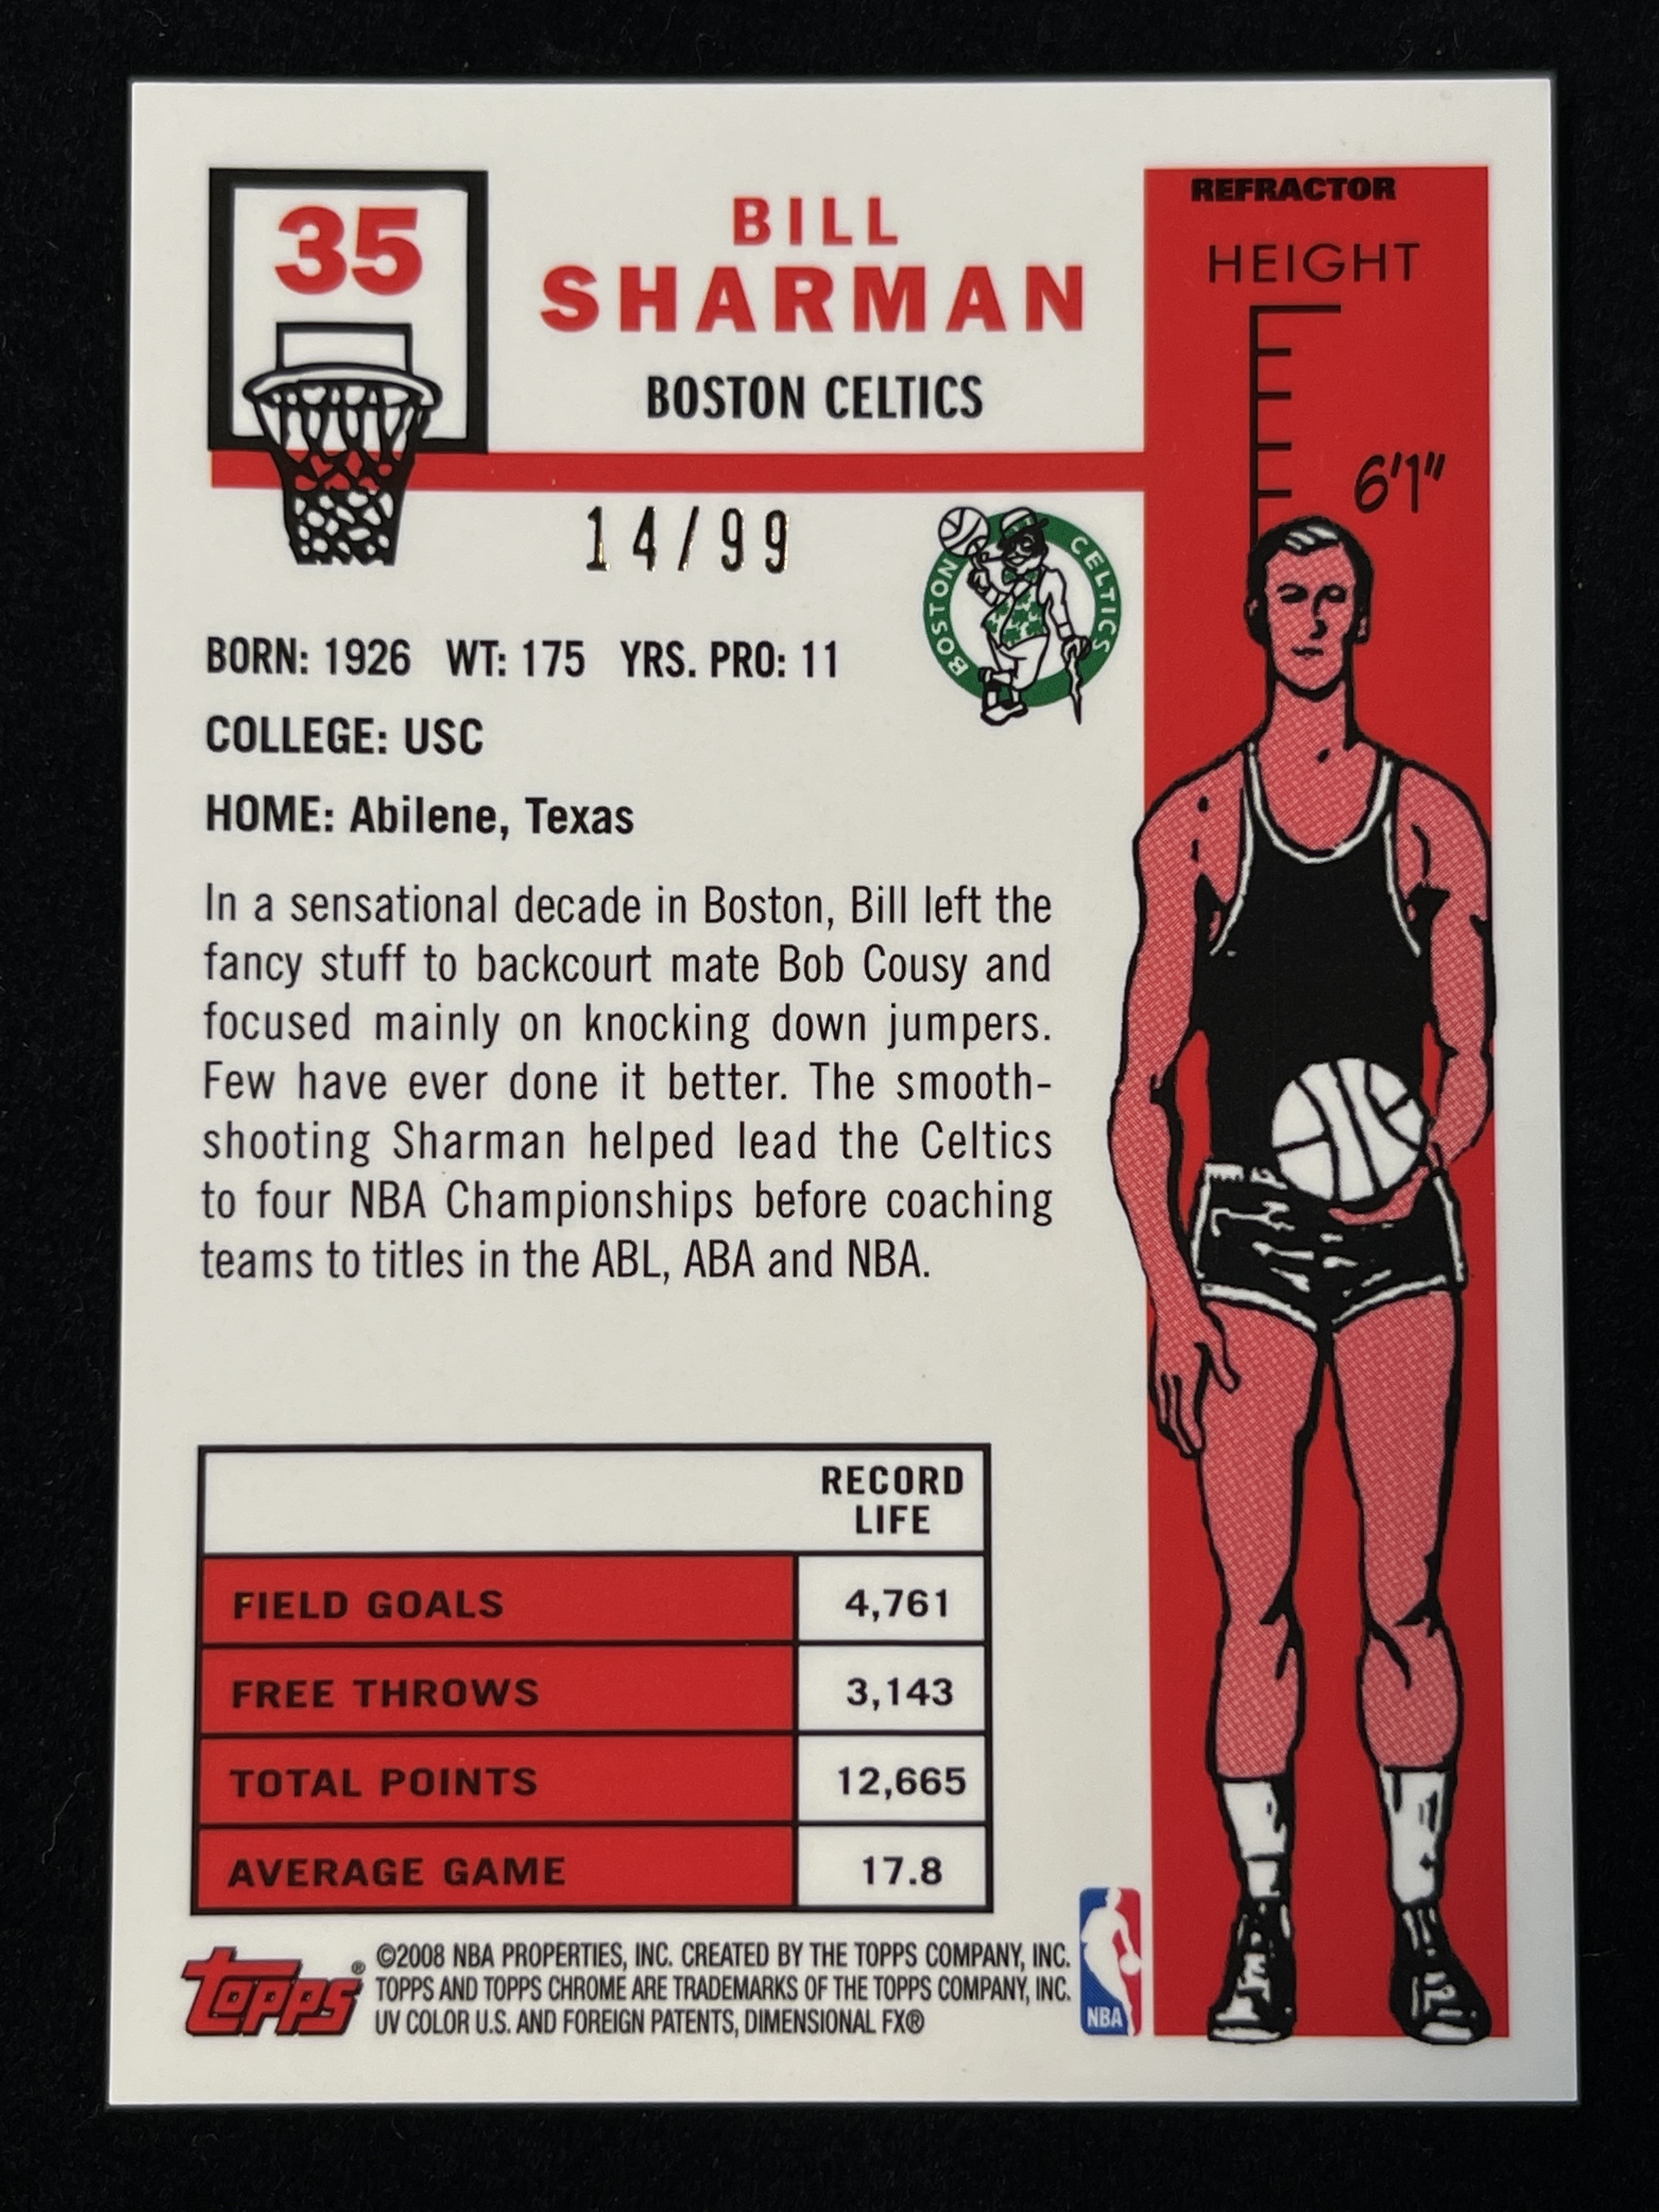 35
BILL
SHARMAN
BOSTON CELTICS
REFRACTOR
HEIGHT
6'1"
14/99
BOSTON CELTICS
BORN: 1926 WT: 175 YRS. PRO: 11
COLLEGE: USC
HOME: Abilene, Texas
In a sensational decade in Boston, Bill left the
fancy stuff to backcourt mate Bob Cousy and
focused mainly on knocking down jumpers.
Few have ever done it better. The smooth-
shooting Sharman helped lead the Celtics
to four NBA Championships before coaching
teams to titles in the ABL, ABA and NBA.
RECORD
LIFE
FIELD GOALS 4,761
FREE THROWS 3,143
TOTAL POINTS 12,665
AVERAGE GAME 17.8
topps®
©2008 NBA PROPERTIES, INC. CREATED BY THE TOPPS COMPANY, INC.
TOPPS AND TOPPS CHROME ARE TRADEMARKS OF THE TOPPS COMPANY, INC.
UV COLOR U.S. AND FOREIGN PATENTS, DIMENSIONAL FX®
NBA